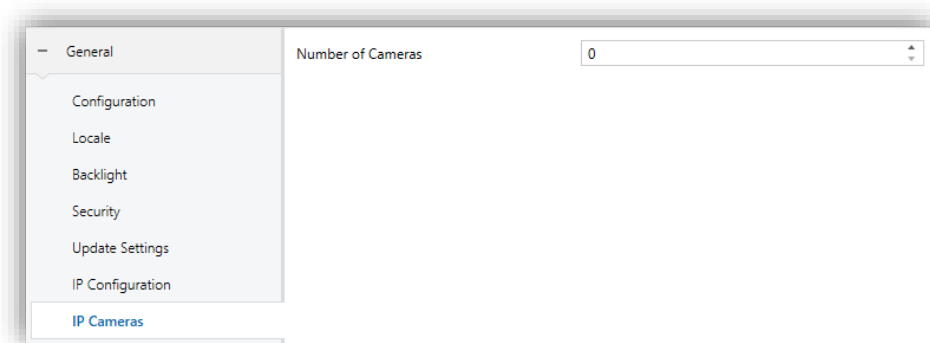 General
Number of Cameras
0
Configuration
Locale
Backlight
Security
Update Settings
IP Configuration
IP Cameras